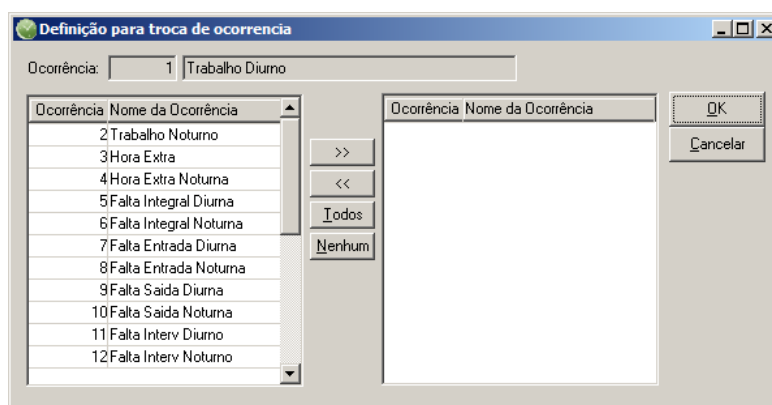 Definição para troca de ocorrencia
Ocorrência: 1 Trabalho Diurno
Ocorrência Nome da Ocorrência
2 Trabalho Noturno
3 Hora Extra
4 Hora Extra Noturna
5 Falta Integral Diurna
6 Falta Integral Noturna
7 Falta Entrada Diurna
8 Falta Entrada Noturna
9 Falta Saida Diurna
10 Falta Saida Noturna
11 Falta Interv Diurno
12 Falta Interv Noturno
>>
<<
Todos
Nenhum
Ocorrência Nome da Ocorrência
OK
Cancelar